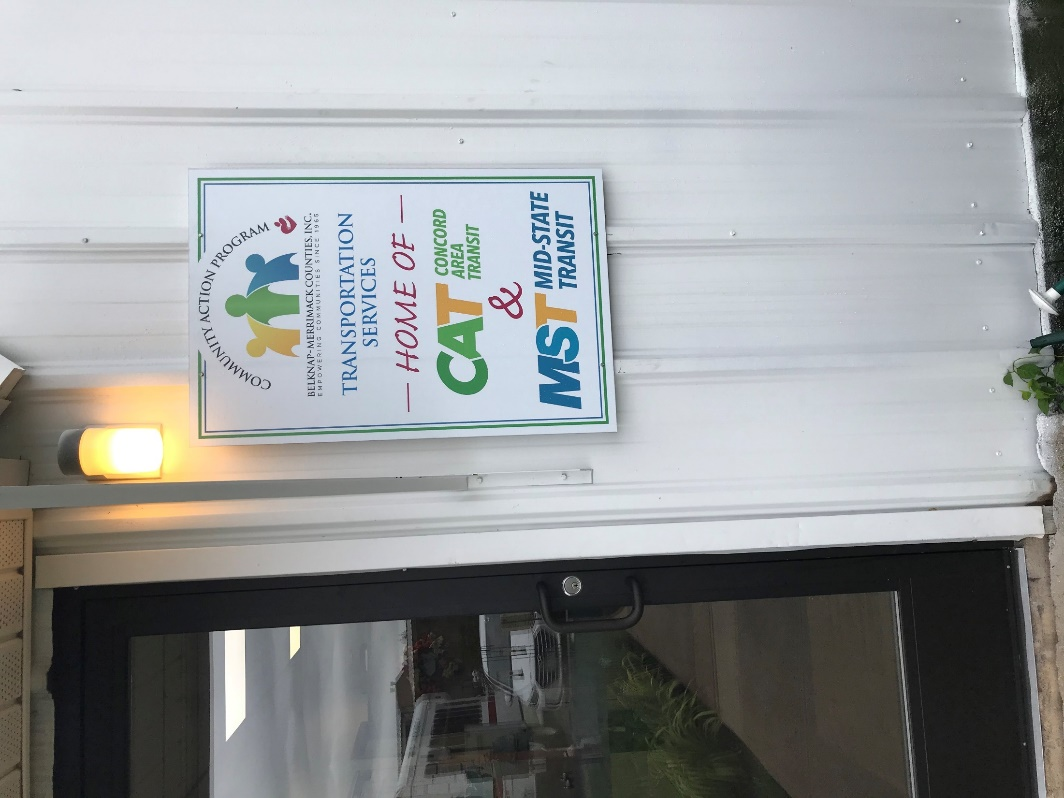 COMMUNITY ACTION PROGRAM
BELKNAP-MERRIMACK COUNTIES, INC.
EMPOWERING COMMUNITIES SINCE 1965
TRANSPORTATION
SERVICES
— HOME OF —
CAT CONCORD
AREA
TRANSIT
&
MST MID-STATE
TRANSIT